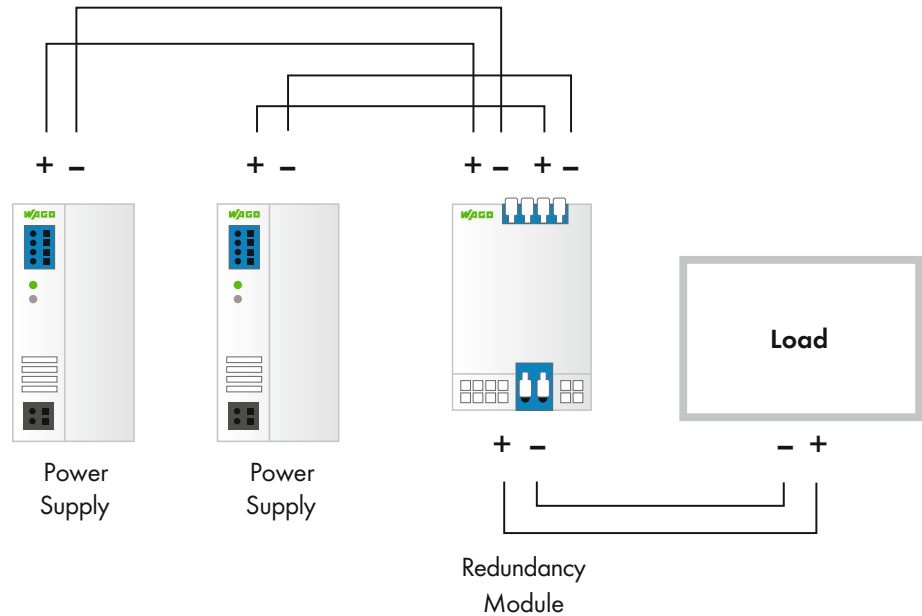 + – + – + – + –
WAGO WAGO WAGO
Load
+ – – +
Power
Supply
Power
Supply
Redundancy
Module